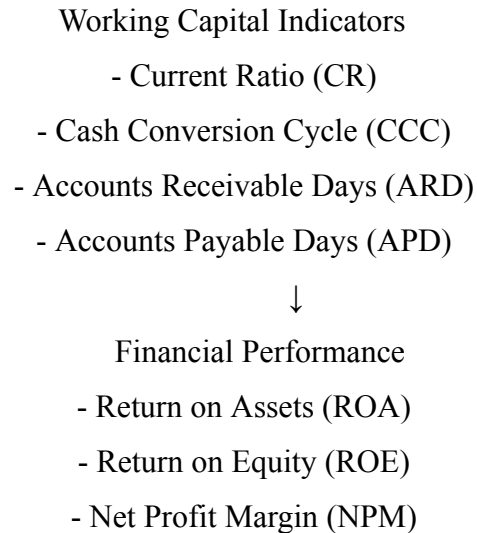 Working Capital Indicators
- Current Ratio (CR)
- Cash Conversion Cycle (CCC)
- Accounts Receivable Days (ARD)
- Accounts Payable Days (APD)
↓
Financial Performance
- Return on Assets (ROA)
- Return on Equity (ROE)
- Net Profit Margin (NPM)